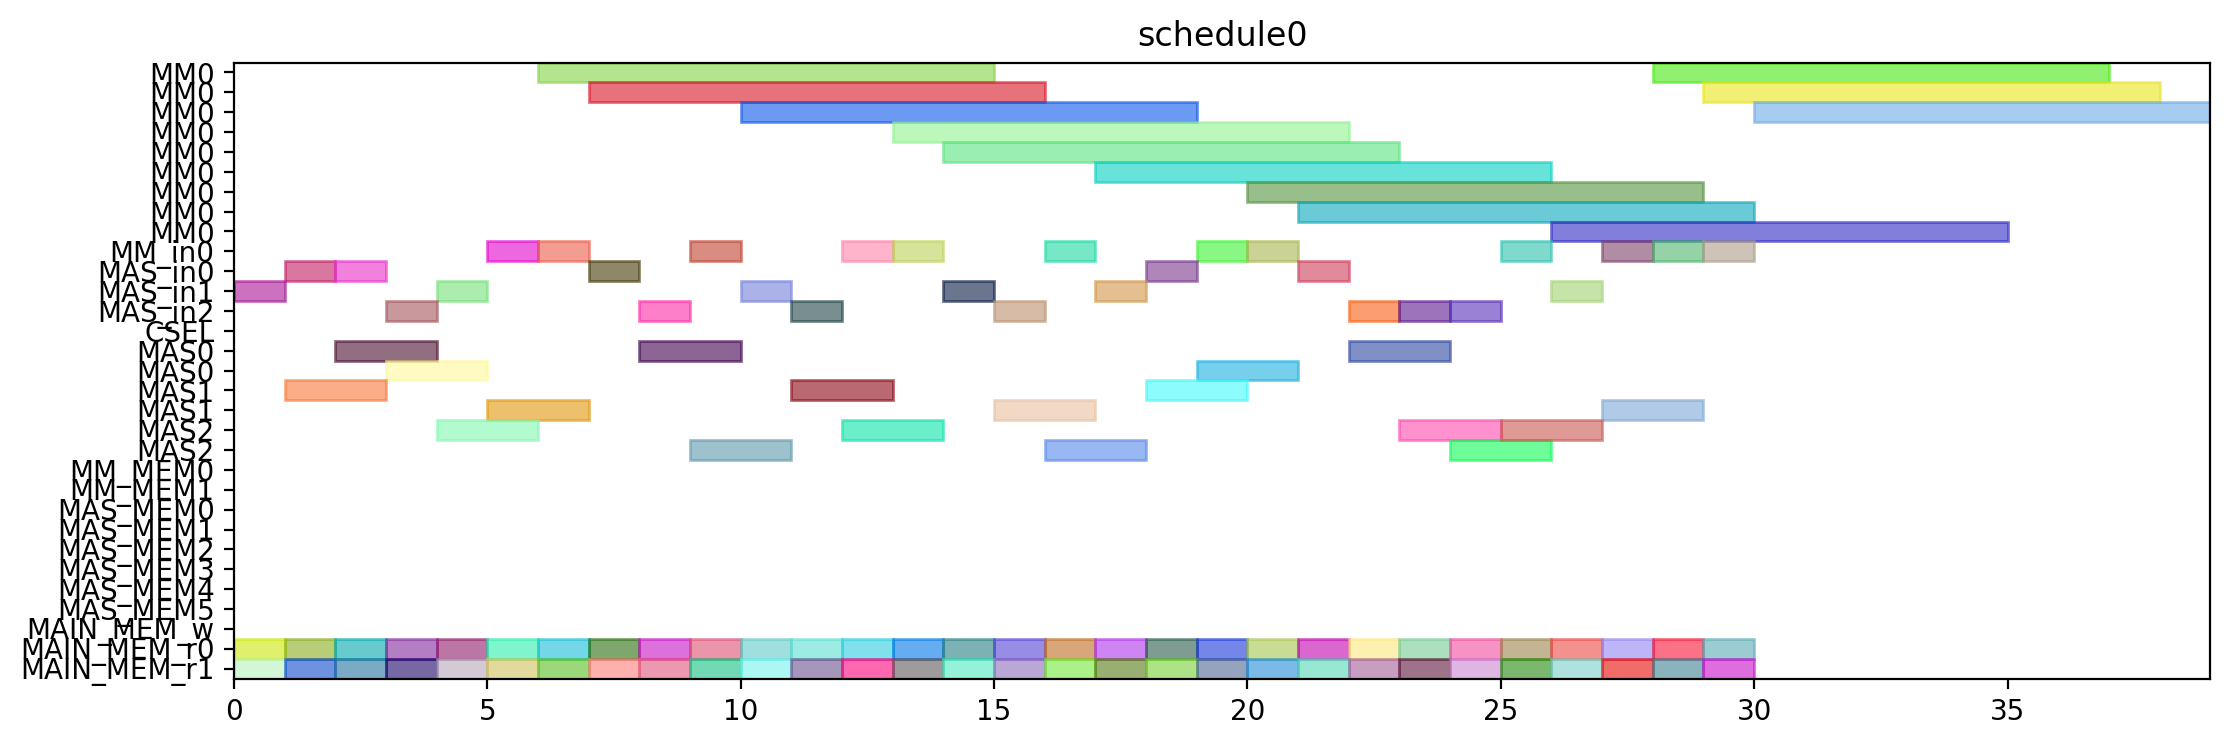 schedule0
MM0
MM0
MM0
MM0
MM0
MM0
MM0
MM0
MM0
MM_in0
MAS_in0
MAS_in1
MAS_in2
CSEL
MAS0
MAS0
MAS1
MAS1
MAS2
MAS2
MM_MEM0
MM_MEM1
MAS_MEM0
MAS_MEM1
MAS_MEM2
MAS_MEM3
MAS_MEM4
MAS_MEM5
MAIN_MEM_w
MAIN_MEM_r0
MAIN_MEM_r1
0 5 10 15 20 25 30 35